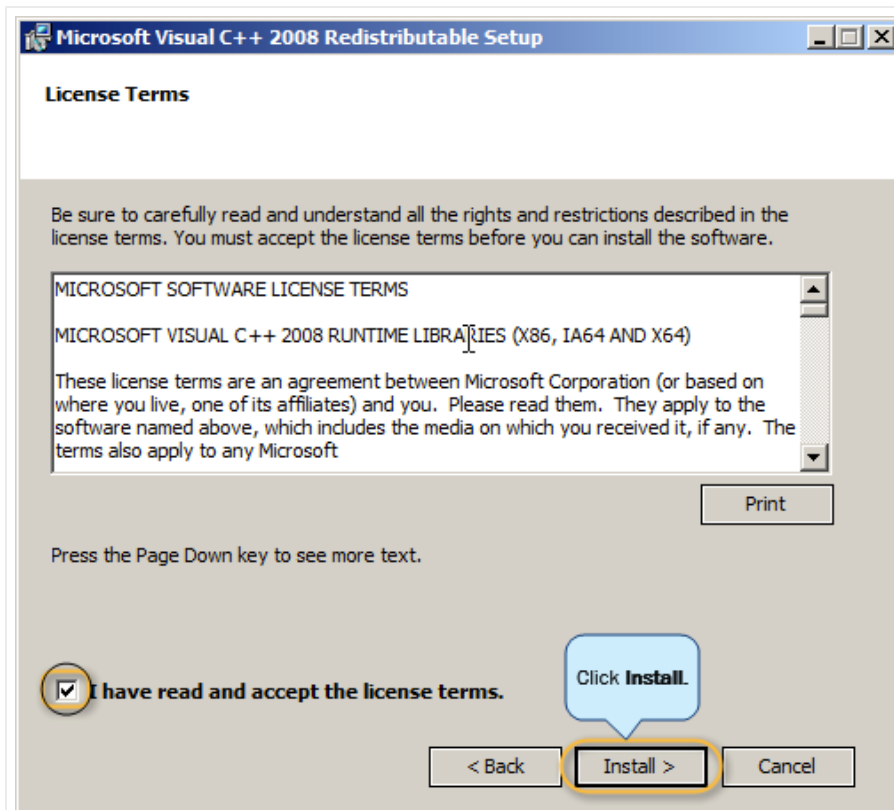 Microsoft Visual C++ 2008 Redistributable Setup
License Terms
Be sure to carefully read and understand all the rights and restrictions described in the
license terms. You must accept the license terms before you can install the software.
MICROSOFT SOFTWARE LICENSE TERMS
MICROSOFT VISUAL C++ 2008 RUNTIME LIBRARIES (X86, IA64 AND X64)
These license terms are an agreement between Microsoft Corporation (or based on
where you live, one of its affiliates) and you.  Please read them.  They apply to the
software named above, which includes the media on which you received it, if any.  The
terms also apply to any Microsoft
Print
Press the Page Down key to see more text.
Click Install.
I have read and accept the license terms.
< Back
Install >
Cancel